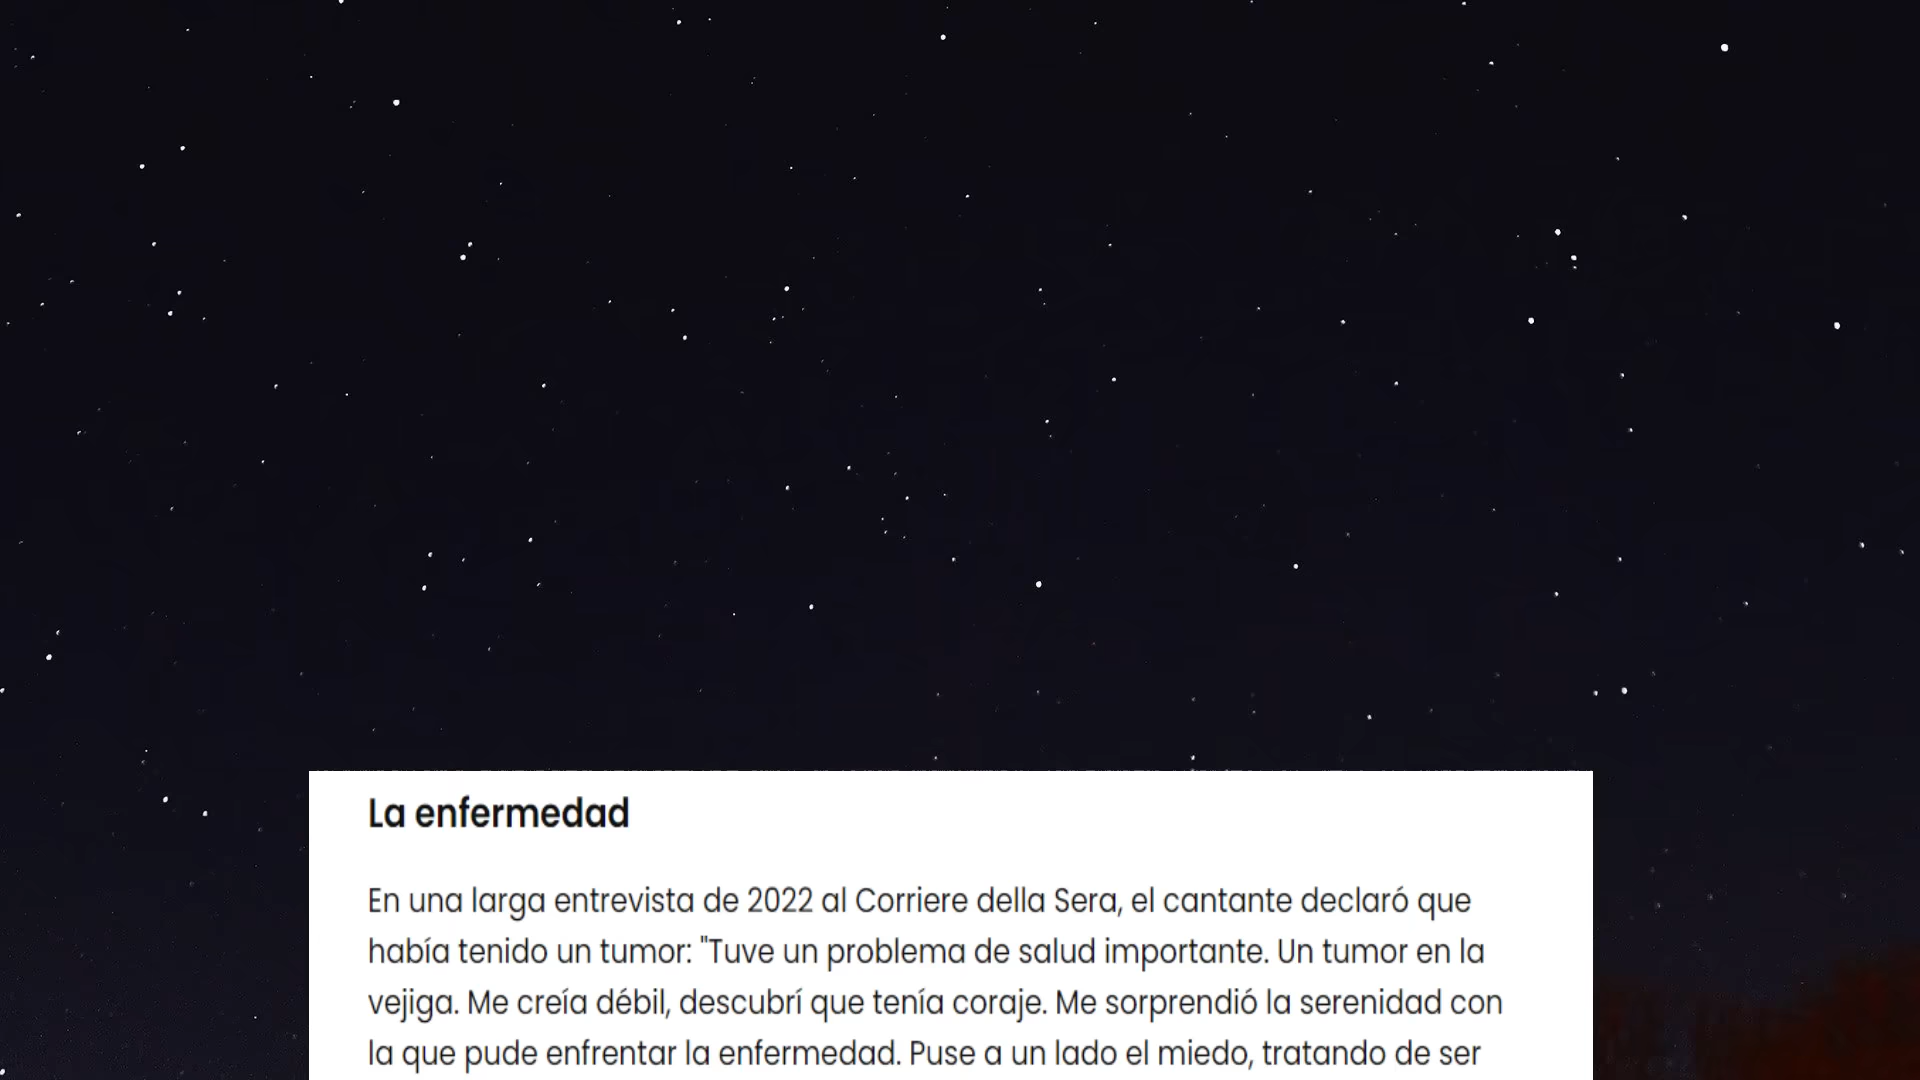 La enfermedad
En una larga entrevista de 2022 al Corriere della Sera, el cantante declaró que
había tenido un tumor: "Tuve un problema de salud importante. Un tumor en la
vejiga. Me creía débil, descubrí que tenía coraje. Me sorprendió la serenidad con
la que pude enfrentar la enfermedad. Puse a un lado el miedo, tratando de ser